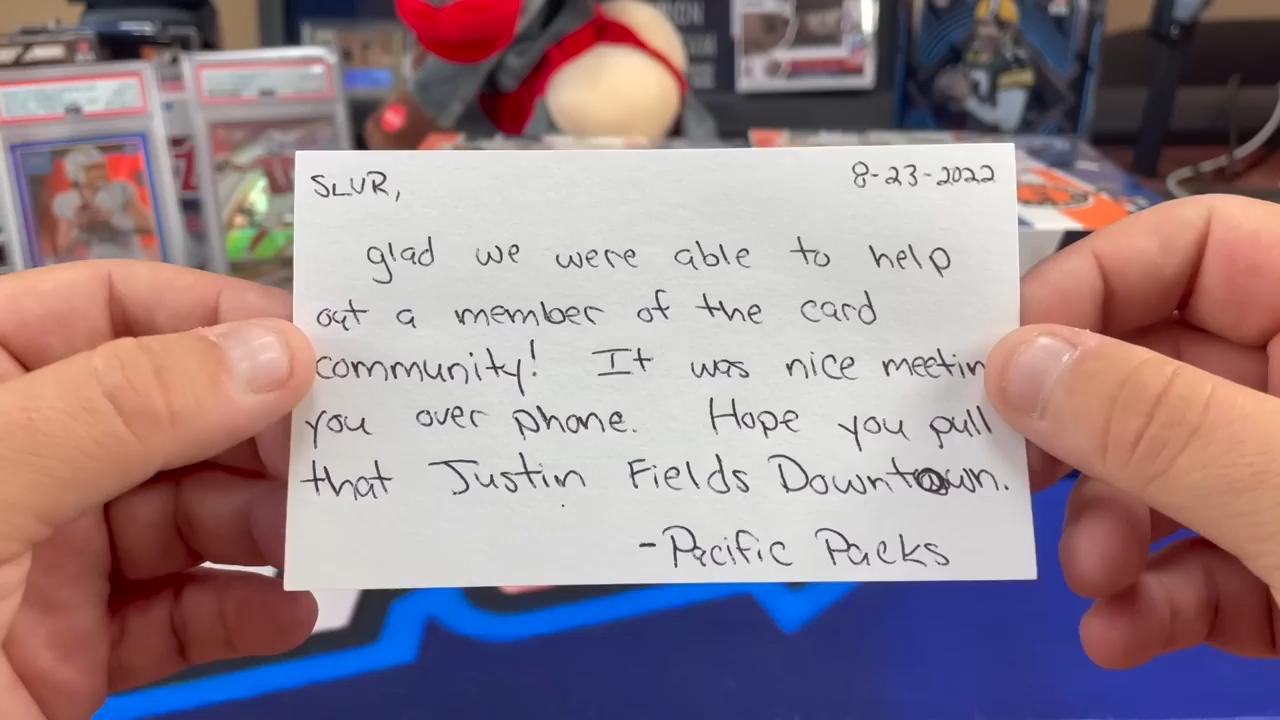 SLVR,
8-23-2022
glad we were able to help
out a member of the card
community! It was nice meetin
you over phone. Hope you pull
that Justin Fields Downtown.
-Pacific Packs